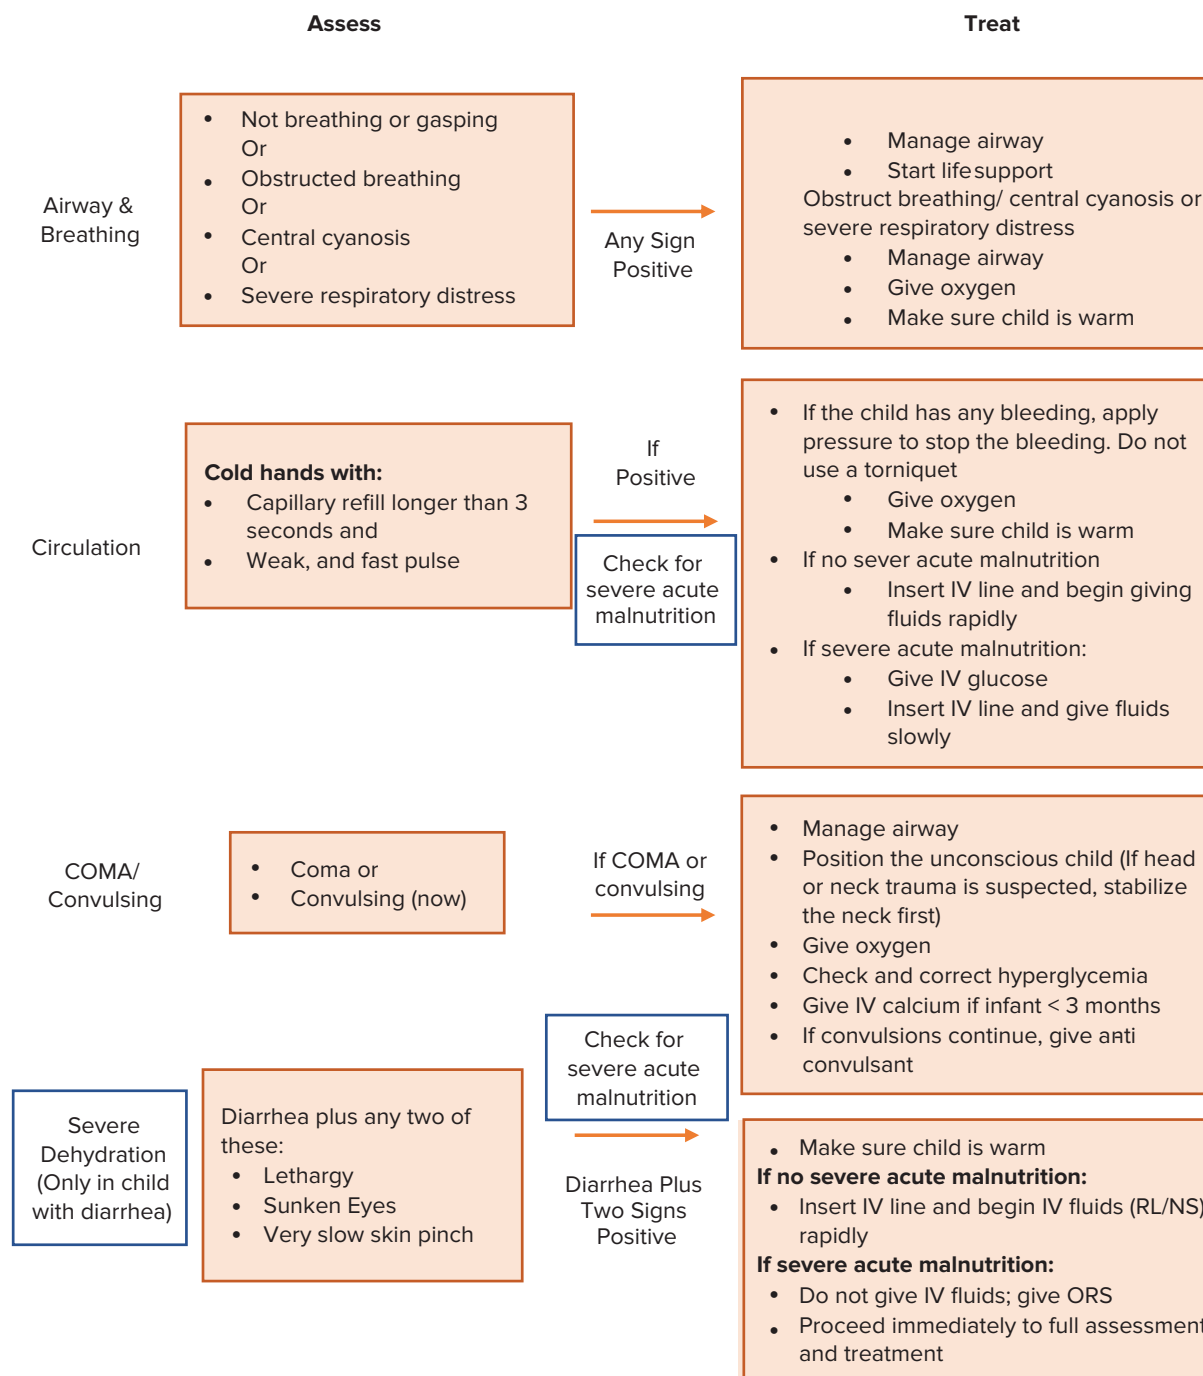 Assess
Treat
Airway &
Breathing
• Not breathing or gasping
Or
• Obstructed breathing
Or
• Central cyanosis
Or
• Severe respiratory distress
Any Sign
Positive
• Manage airway
• Start life support
Obstruct breathing/ central cyanosis or
severe respiratory distress
• Manage airway
• Give oxygen
• Make sure child is warm
Circulation
Cold hands with:
• Capillary refill longer than 3
seconds and
• Weak, and fast pulse
If
Positive
Check for
severe acute
malnutrition
• If the child has any bleeding, apply
pressure to stop the bleeding. Do not
use a torniquet
• Give oxygen
• Make sure child is warm
• If no sever acute malnutrition
• Insert IV line and begin giving
fluids rapidly
• If severe acute malnutrition:
• Give IV glucose
• Insert IV line and give fluids
slowly
COMA/
Convulsing
• Coma or
• Convulsing (now)
If COMA or
convulsing
• Manage airway
• Position the unconscious child (If head
or neck trauma is suspected, stabilize
the neck first)
• Give oxygen
• Check and correct hyperglycemia
• Give IV calcium if infant < 3 months
• If convulsions continue, give anti
convulsant
Severe
Dehydration
(Only in child
with diarrhea)
Diarrhea plus any two of
these:
• Lethargy
• Sunken Eyes
• Very slow skin pinch
Check for
severe acute
malnutrition
Diarrhea Plus
Two Signs
Positive
• Make sure child is warm
If no severe acute malnutrition:
• Insert IV line and begin IV fluids (RL/NS)
rapidly
If severe acute malnutrition:
• Do not give IV fluids; give ORS
• Proceed immediately to full assessment
and treatment